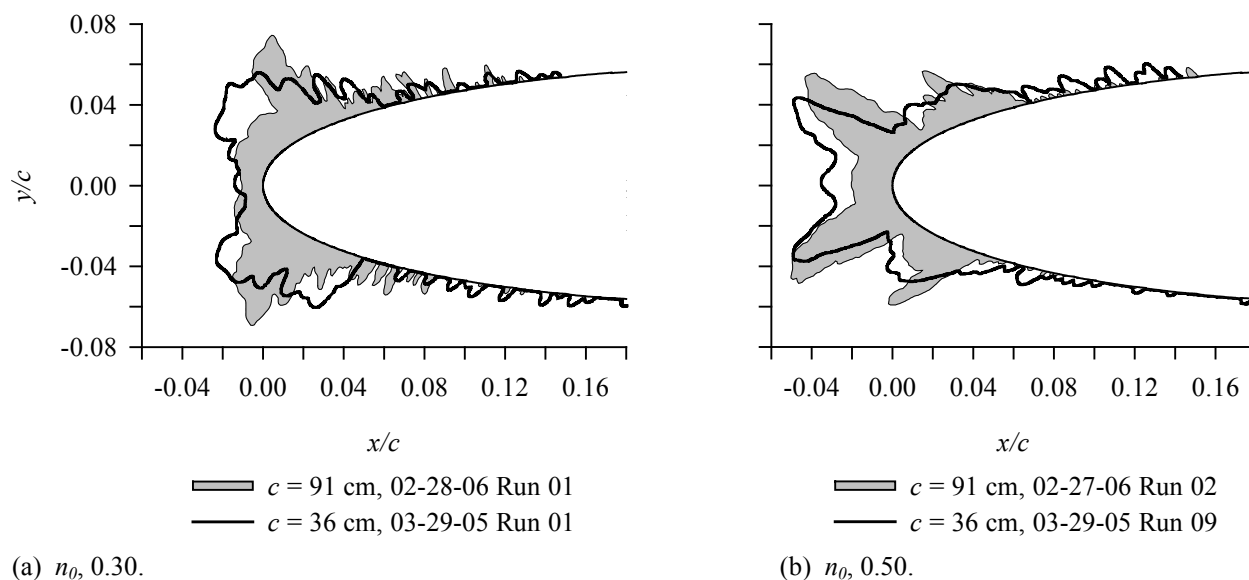 0.08
0.04
0.00
-0.04
-0.08
y/c
-0.04 0.00 0.04 0.08 0.12 0.16
x/c
c = 91 cm, 02-28-06 Run 01
c = 36 cm, 03-29-05 Run 01
(a) n0, 0.30.
-0.04 0.00 0.04 0.08 0.12 0.16
x/c
c = 91 cm, 02-27-06 Run 02
c = 36 cm, 03-29-05 Run 09
(b) n0, 0.50.